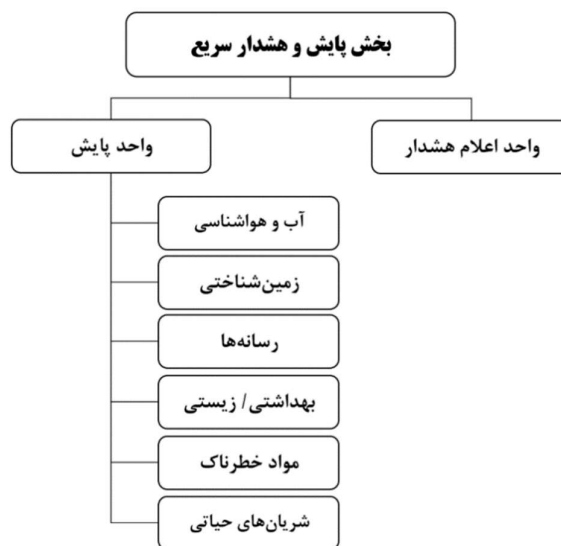 بخش پایش و هشدار سریع
واحد اعلام هشدار
واحد پایش
آب و هواشناسی
زمین‌شناختی
رسانه‌ها
بهداشتی/ زیستی
مواد خطرناک
شریان‌های حیاتی